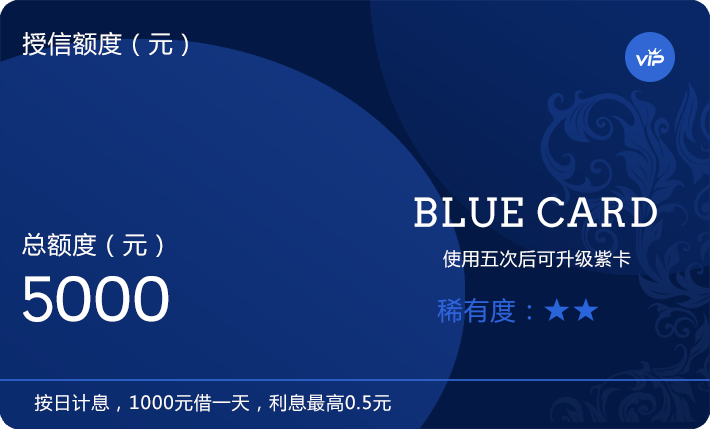 授信额度（元）
VIP
总额度（元）
5000
BLUE CARD
使用五次后可升级紫卡
稀有度：★★
按日计息，1000元借一天，利息最高0.5元